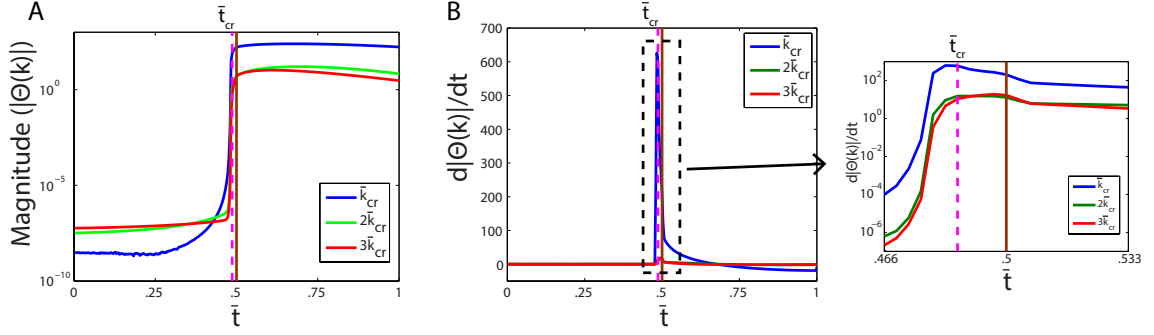 A
t̄cr
Magnitude (|Θ(k)|)
10⁰
10⁻⁵
10⁻¹⁰
0
.25
.5
.75
1
t̄
k̄cr
2k̄cr
3k̄cr
B
t̄cr
d|Θ(k)|/dt
700
600
500
400
300
200
100
0
0
.25
.5
.75
1
t̄
k̄cr
2k̄cr
3k̄cr
t̄cr
d|Θ(k)|/dt
10²
10⁰
10⁻²
10⁻⁴
10⁻⁶
.466
.5
.533
t̄
k̄cr
2k̄cr
3k̄cr